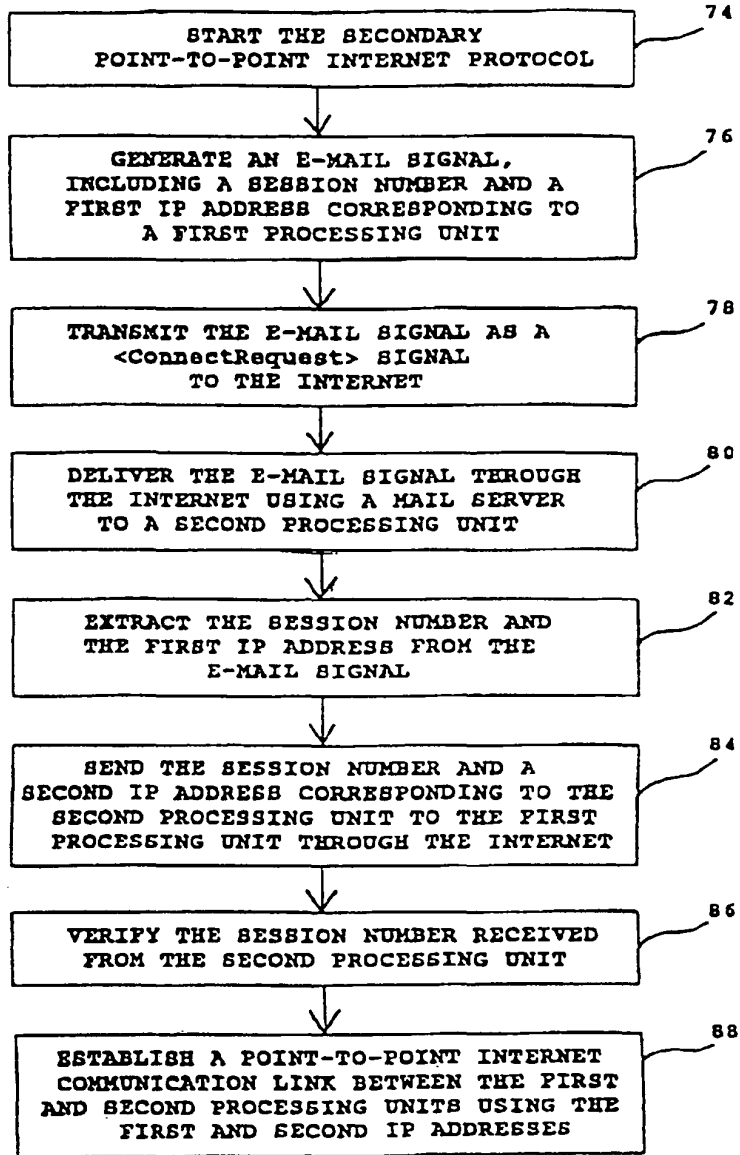 74
START THE SECONDARY
POINT-TO-POINT INTERNET PROTOCOL
76
GENERATE AN E-MAIL SIGNAL,
INCLUDING A SESSION NUMBER AND A
FIRST IP ADDRESS CORRESPONDING TO
A FIRST PROCESSING UNIT
78
TRANSMIT THE E-MAIL SIGNAL AS A
<ConnectRequest> SIGNAL
TO THE INTERNET
80
DELIVER THE E-MAIL SIGNAL THROUGH
THE INTERNET USING A MAIL SERVER
TO A SECOND PROCESSING UNIT
82
EXTRACT THE SESSION NUMBER AND
THE FIRST IP ADDRESS FROM THE
E-MAIL SIGNAL
84
SEND THE SESSION NUMBER AND A
SECOND IP ADDRESS CORRESPONDING TO THE
SECOND PROCESSING UNIT TO THE FIRST
PROCESSING UNIT THROUGH THE INTERNET
86
VERIFY THE SESSION NUMBER RECEIVED
FROM THE SECOND PROCESSING UNIT
88
ESTABLISH A POINT-TO-POINT INTERNET
COMMUNICATION LINK BETWEEN THE FIRST
AND SECOND PROCESSING UNITS USING THE
FIRST AND SECOND IP ADDRESSES